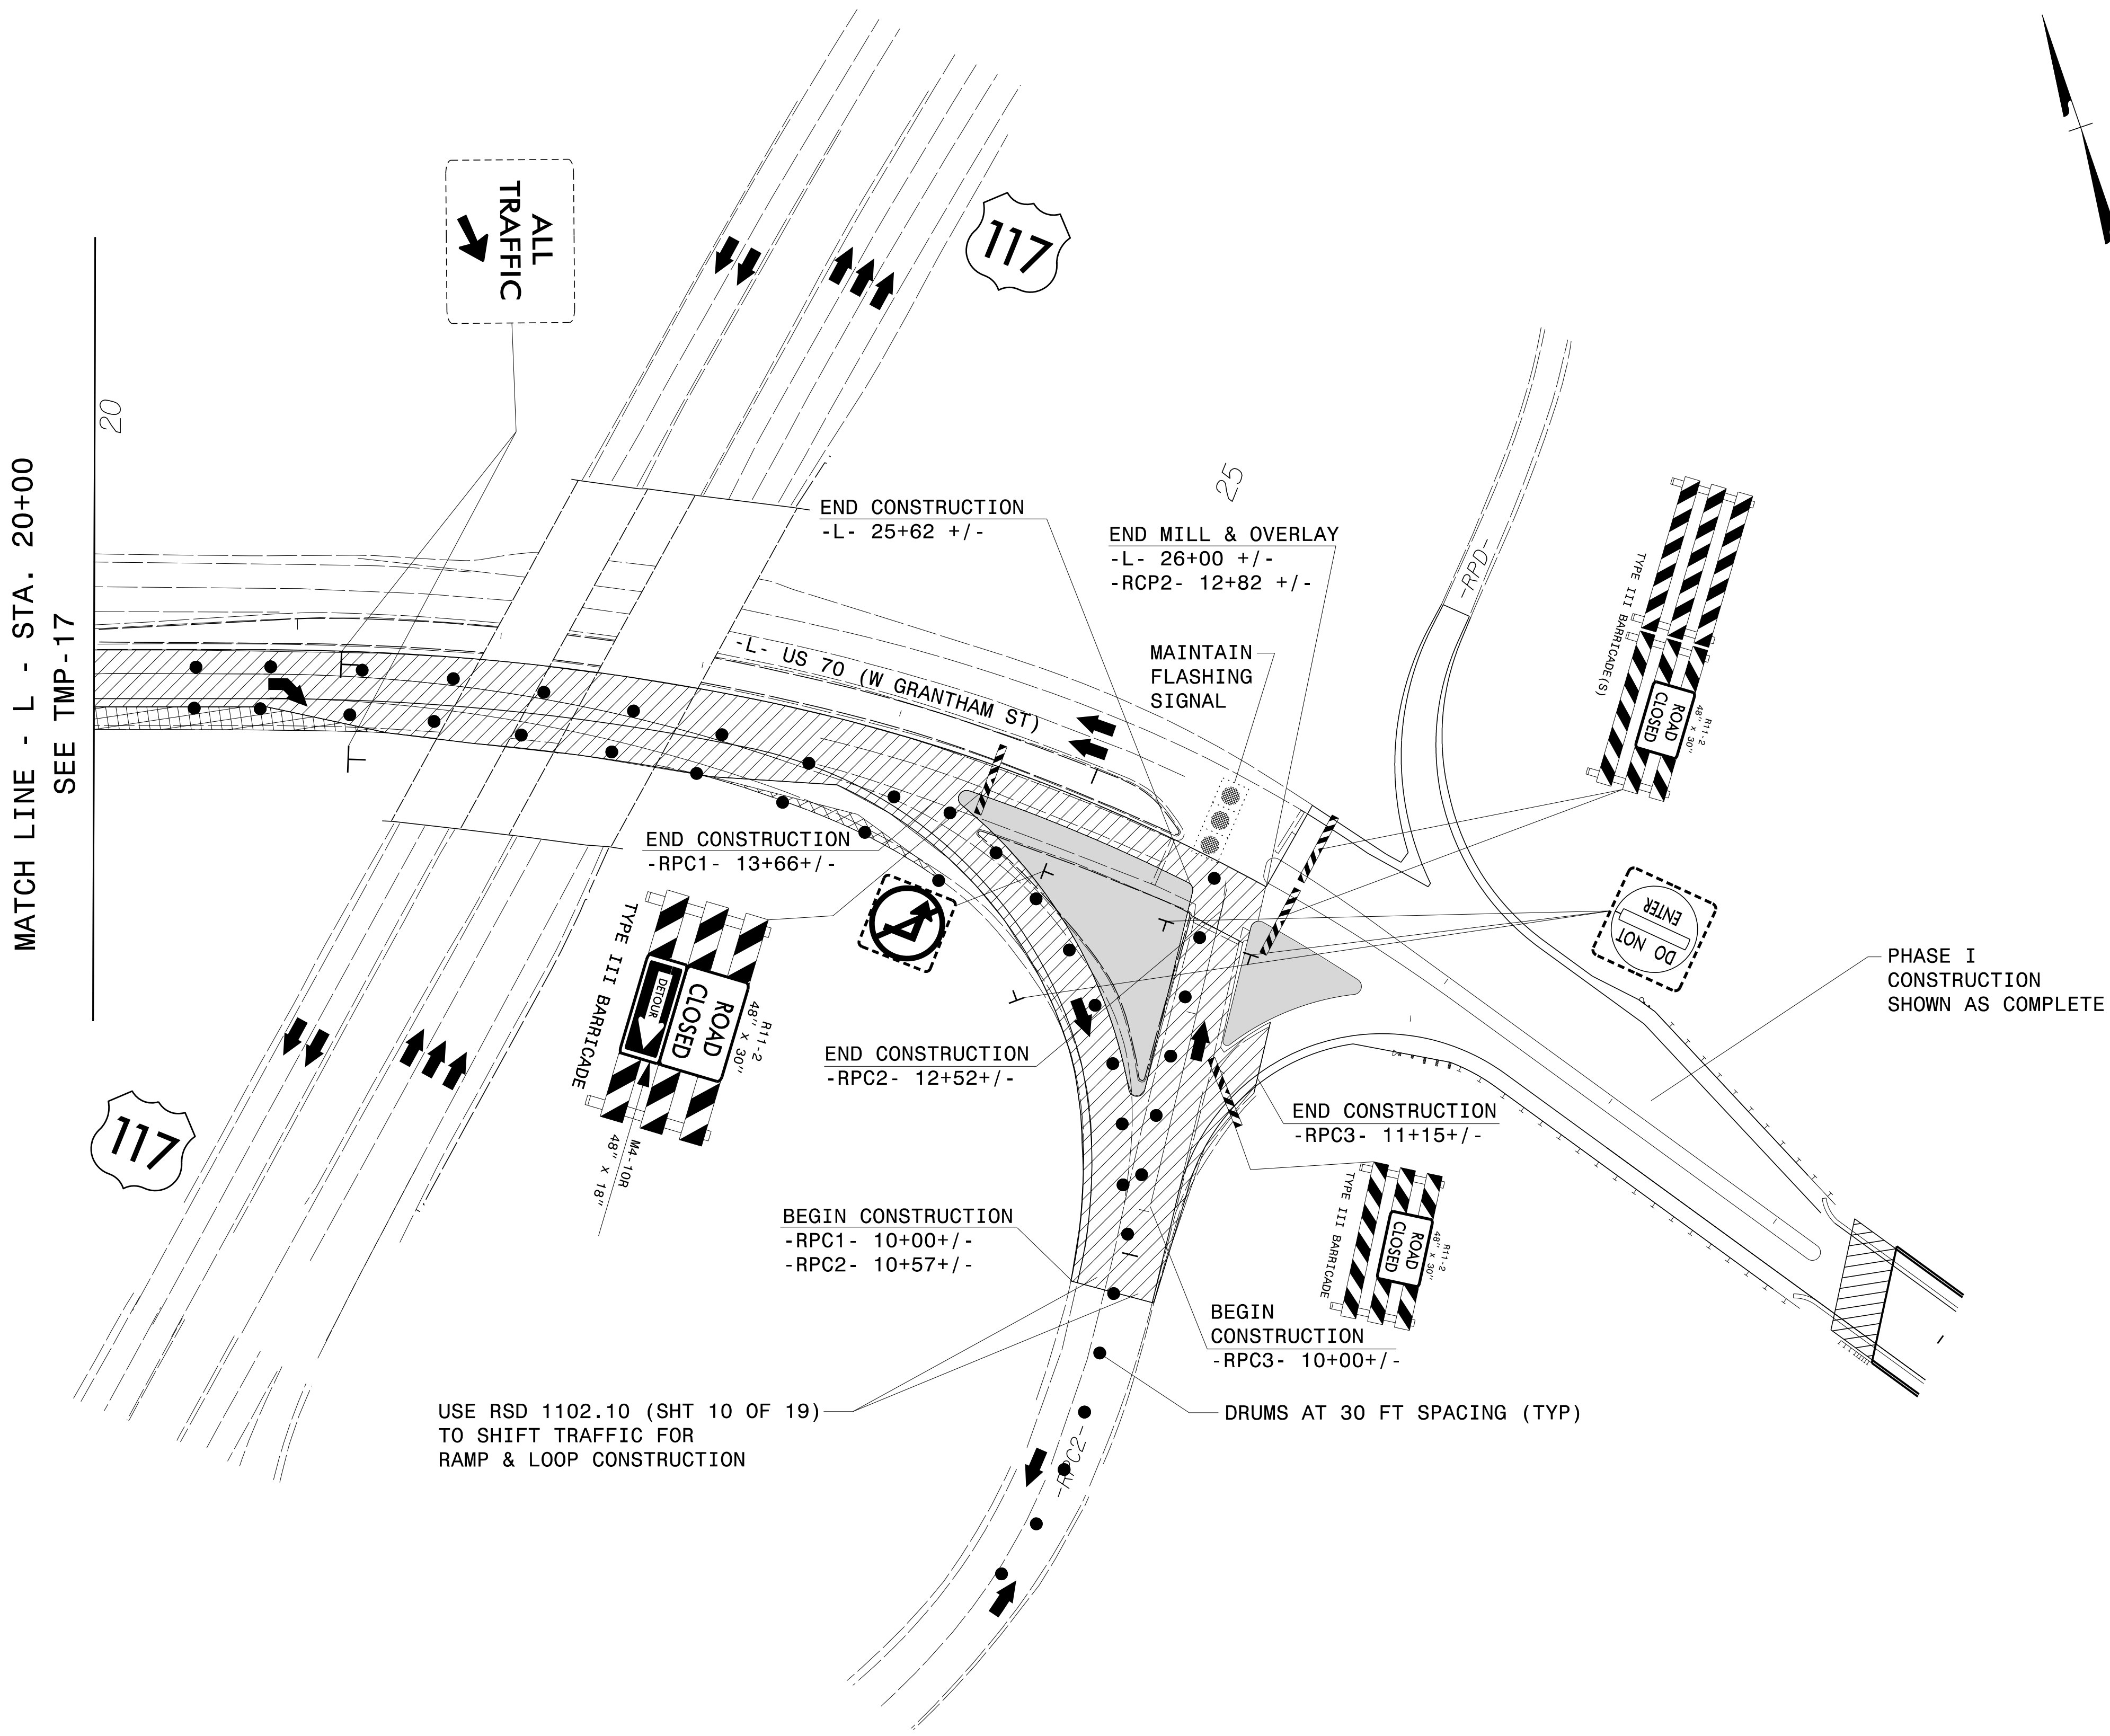 MATCH LINE - L - STA. 20+00
SEE TMP-17
20
ALL
TRAFFIC
117
END CONSTRUCTION
-L- 25+62 +/-
25
END MILL & OVERLAY
-L- 26+00 +/-
-RCP2- 12+82 +/-
-RPD-
MAINTAIN
FLASHING
SIGNAL
-L- US 70 (W GRANTHAM ST)
TYPE III BARRICADE(S)
ROAD
CLOSED
R11-2
48" x 30"
END CONSTRUCTION
-RPC1- 13+66+/-
DO NOT
ENTER
PHASE I
CONSTRUCTION
SHOWN AS COMPLETE
TYPE III BARRICADE
ROAD
CLOSED
DETOUR
R11-2
48" x 30"
M4-10R
48" x 18"
END CONSTRUCTION
-RPC2- 12+52+/-
117
END CONSTRUCTION
-RPC3- 11+15+/-
TYPE III BARRICADE
ROAD
CLOSED
R11-2
48" x 30"
BEGIN CONSTRUCTION
-RPC1- 10+00+/-
-RPC2- 10+57+/-
BEGIN
CONSTRUCTION
-RPC3- 10+00+/-
USE RSD 1102.10 (SHT 10 OF 19)
TO SHIFT TRAFFIC FOR
RAMP & LOOP CONSTRUCTION
DRUMS AT 30 FT SPACING (TYP)
-RPC2-